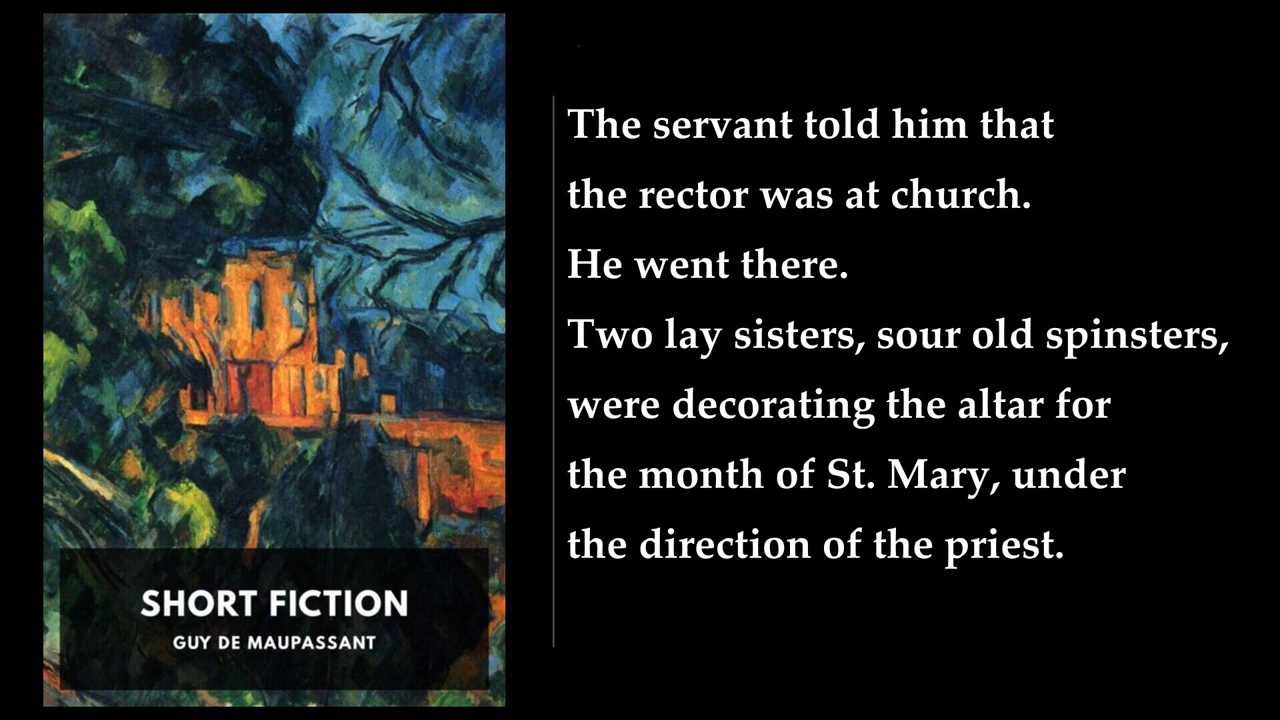 The servant told him that
the rector was at church.
He went there.
Two lay sisters, sour old spinsters,
were decorating the altar for
the month of St. Mary, under
the direction of the priest.
SHORT FICTION
GUY DE MAUPASSANT